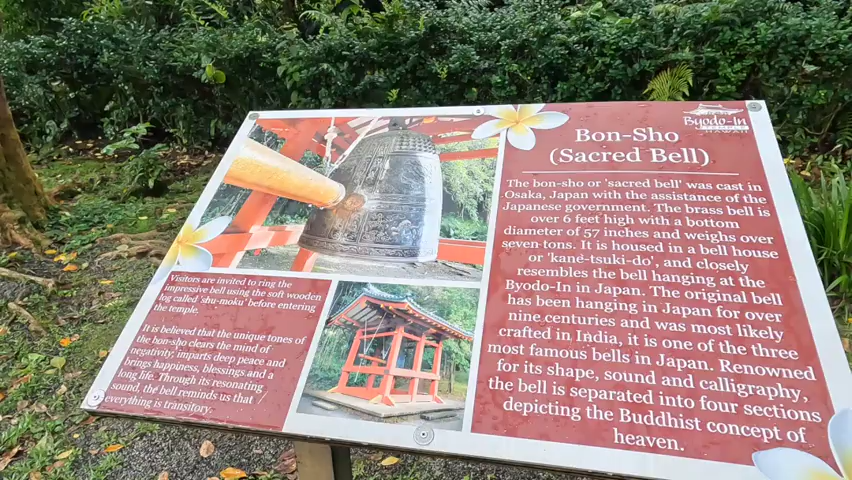 Bon-Sho
(Sacred Bell)
Byodo-In
TEMPLE
HAWAII
The bon-sho or 'sacred bell' was cast in
Osaka, Japan with the assistance of the
Japanese government. The brass bell is
over 6 feet high with a bottom
diameter of 57 inches and weighs over
seven tons. It is housed in a bell house
or 'kane-tsuki-do', and closely
resembles the bell hanging at the
Byodo-In in Japan. The original bell
has been hanging in Japan for over
nine centuries and was most likely
crafted in India, it is one of the three
most famous bells in Japan. Renowned
for its shape, sound and calligraphy,
the bell is separated into four sections
depicting the Buddhist concept of
heaven.
Visitors are invited to ring the
impressive bell using the soft wooden
log called 'shu-moku' before entering
the temple.
It is believed that the unique tones of
the bon-sho clears the mind of
negativity, imparts deep peace and
brings happiness, blessings and a
long life. Through its resonating
sound, the bell reminds us that
everything is transitory.